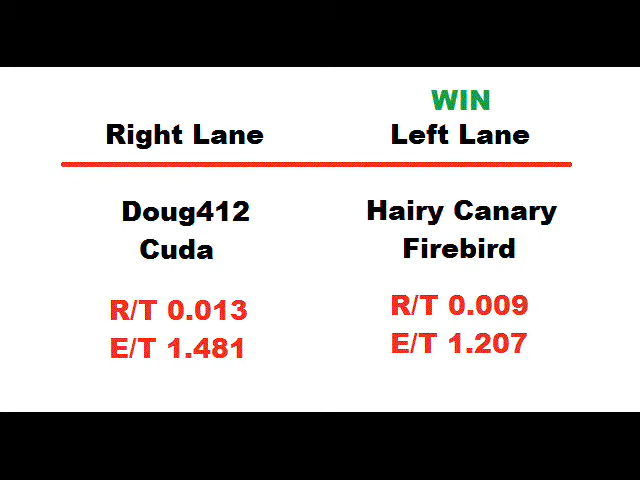 WIN
Right Lane Left Lane
Doug412 Hairy Canary
Cuda Firebird
R/T 0.013 R/T 0.009
E/T 1.481 E/T 1.207